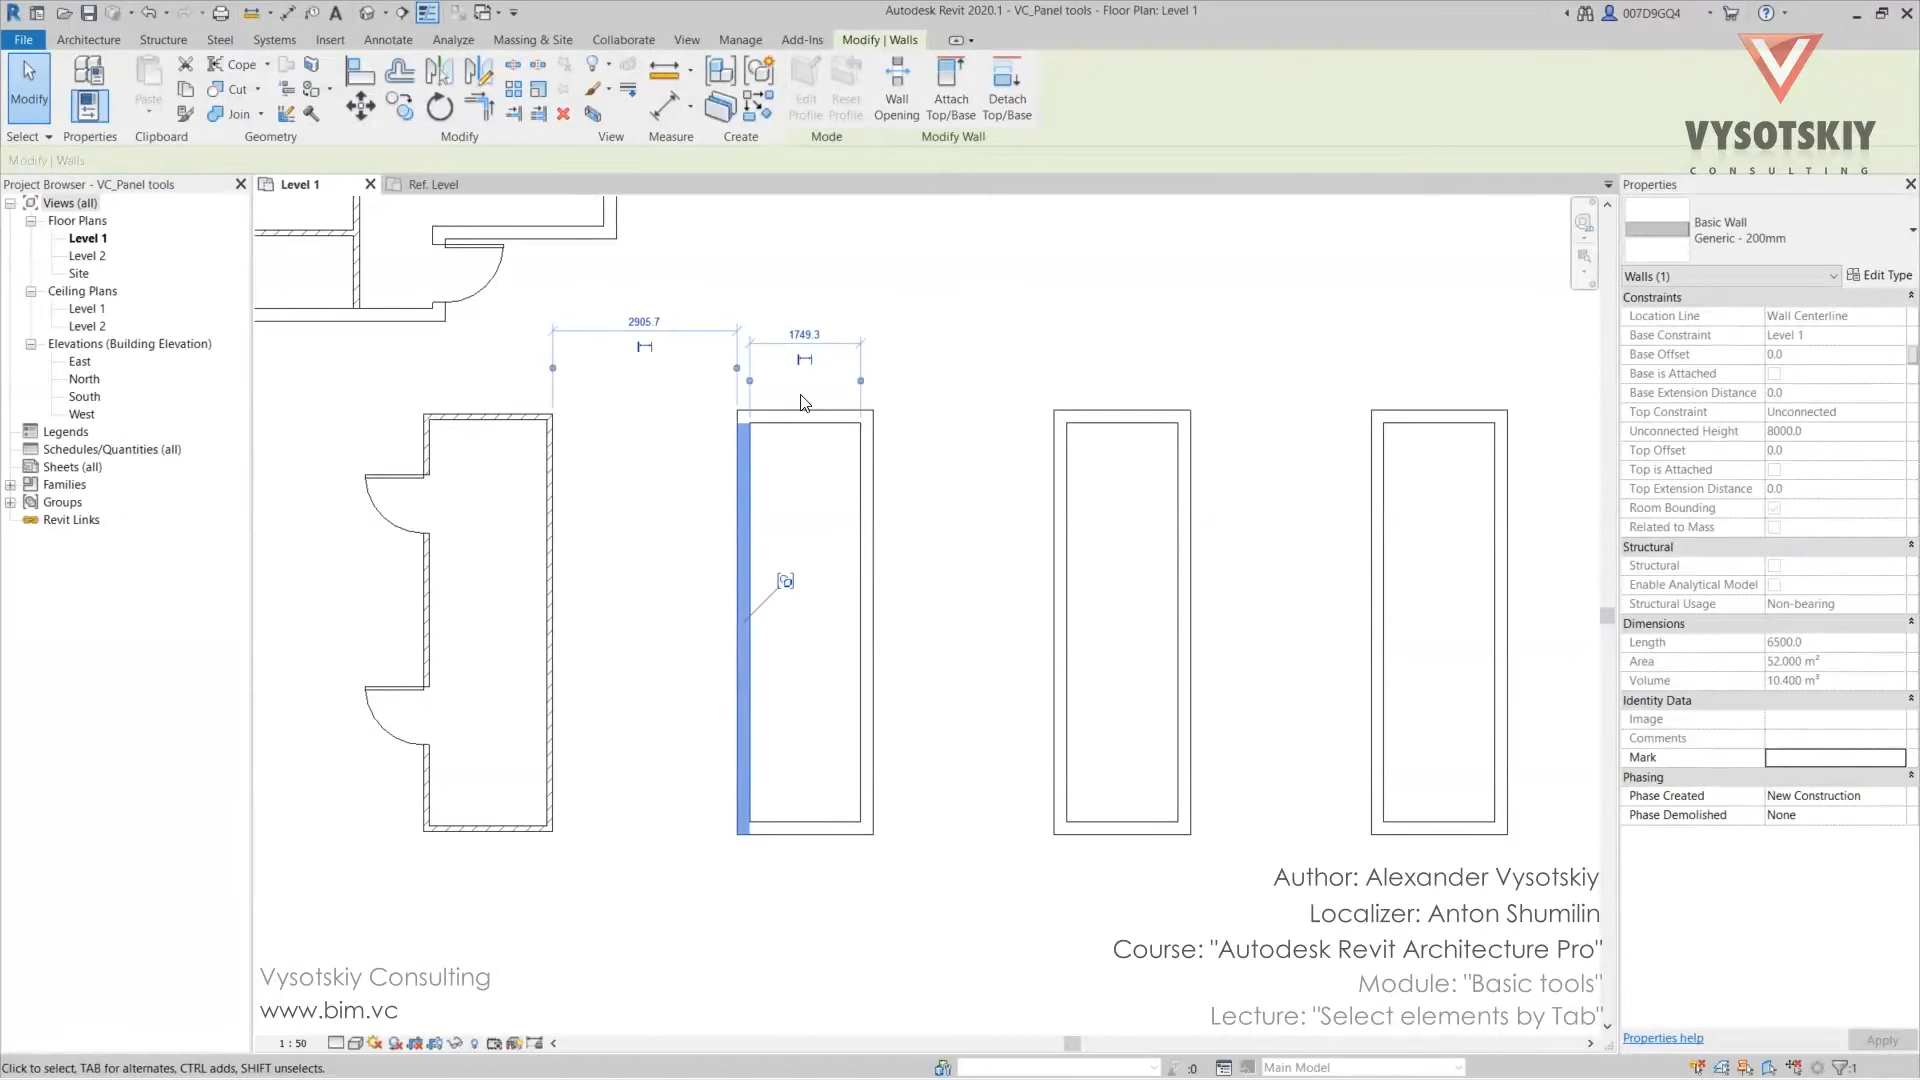 Autodesk Revit 2020.1 - VC_Panel tools - Floor Plan: Level 1
007D9GQ4
File Architecture Structure Steel Systems Insert Annotate Analyze Massing & Site Collaborate View Manage Add-Ins Modify | Walls
Modify
Paste
Cope
Cut
Join
Edit Profile
Reset Profile
Wall Opening
Attach Top/Base
Detach Top/Base
Select Properties Clipboard Geometry Modify View Measure Create Mode Modify Wall
VYSOTSKIY
CONSULTING
Modify | Walls
Project Browser - VC_Panel tools
Level 1
Ref. Level
Views (all)
Floor Plans
Level 1
Level 2
Site
Ceiling Plans
Level 1
Level 2
Elevations (Building Elevation)
East
North
South
West
Legends
Schedules/Quantities (all)
Sheets (all)
Families
Groups
Revit Links
2905.7
1749.3
Properties
Basic Wall
Generic - 200mm
Walls (1)
Edit Type
Constraints
Location Line Wall Centerline
Base Constraint Level 1
Base Offset 0.0
Base is Attached
Base Extension Distance 0.0
Top Constraint Unconnected
Unconnected Height 8000.0
Top Offset 0.0
Top is Attached
Top Extension Distance 0.0
Room Bounding
Related to Mass
Structural
Structural
Enable Analytical Model
Structural Usage Non-bearing
Dimensions
Length 6500.0
Area 52.000 m²
Volume 10.400 m³
Identity Data
Image
Comments
Mark
Phasing
Phase Created New Construction
Phase Demolished None
Properties help
Apply
Author: Alexander Vysotskiy
Localizer: Anton Shumilin
Course: "Autodesk Revit Architecture Pro"
Module: "Basic tools"
Lecture: "Select elements by Tab"
Vysotskiy Consulting
www.bim.vc
1 : 50
Click to select, TAB for alternates, CTRL adds, SHIFT unselects.
:0
Main Model
:1